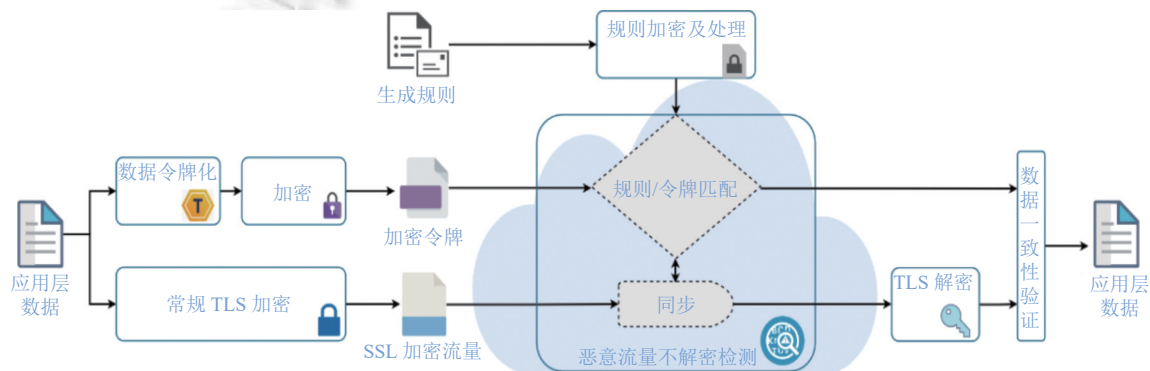 规则加密及处理
生成规则
数据令牌化
T
加密
加密令牌
规则/令牌匹配
应用层
数据
常规 TLS 加密
SSL 加密流量
同步
恶意流量不解密检测
TLS 解密
数据一致性验证
应用层
数据